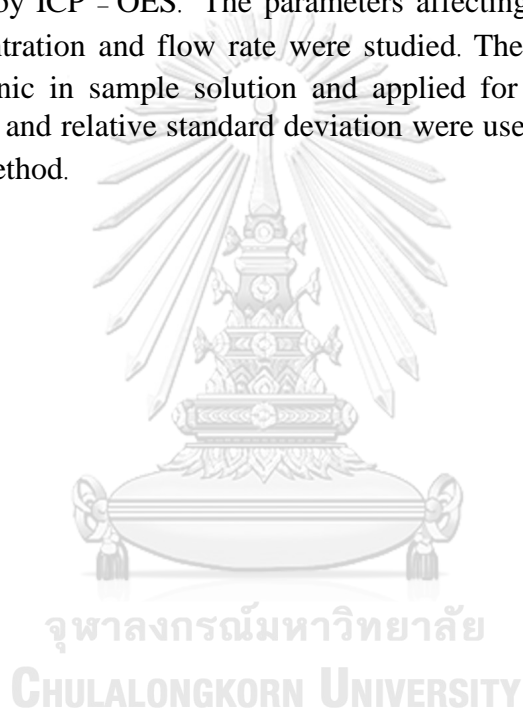 by ICP – OES. The parameters affecting
ntration and flow rate were studied. The
nic in sample solution and applied for
and relative standard deviation were use
ethod.
จุฬาลงกรณ์มหาวิทยาลัย
CHULALONGKORN UNIVERSITY